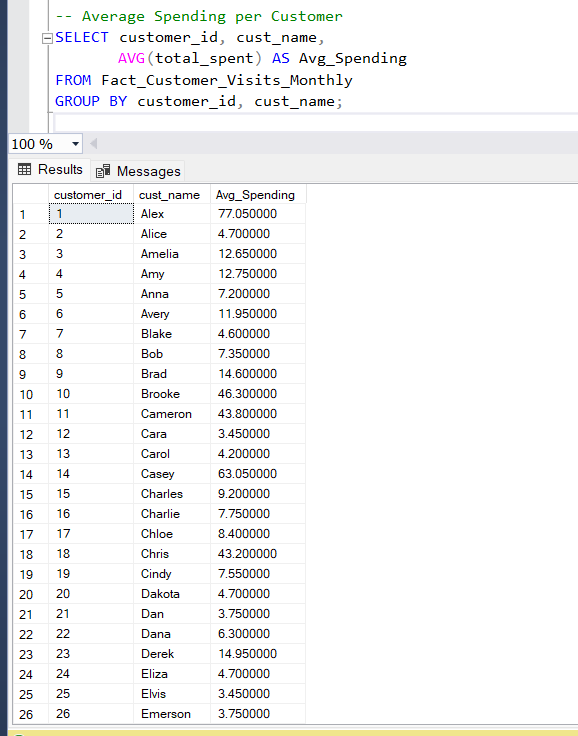 -- Average Spending per Customer
SELECT customer_id, cust_name,
AVG(total_spent) AS Avg_Spending
FROM Fact_Customer_Visits_Monthly
GROUP BY customer_id, cust_name;
100 %
Results Messages
customer_id cust_name Avg_Spending
1 1 Alex 77.050000
2 2 Alice 4.700000
3 3 Amelia 12.650000
4 4 Amy 12.750000
5 5 Anna 7.200000
6 6 Avery 11.950000
7 7 Blake 4.600000
8 8 Bob 7.350000
9 9 Brad 14.600000
10 10 Brooke 46.300000
11 11 Cameron 43.800000
12 12 Cara 3.450000
13 13 Carol 4.200000
14 14 Casey 63.050000
15 15 Charles 9.200000
16 16 Charlie 7.750000
17 17 Chloe 8.400000
18 18 Chris 43.200000
19 19 Cindy 7.550000
20 20 Dakota 4.700000
21 21 Dan 3.750000
22 22 Dana 6.300000
23 23 Derek 14.950000
24 24 Eliza 4.700000
25 25 Elvis 3.450000
26 26 Emerson 3.750000